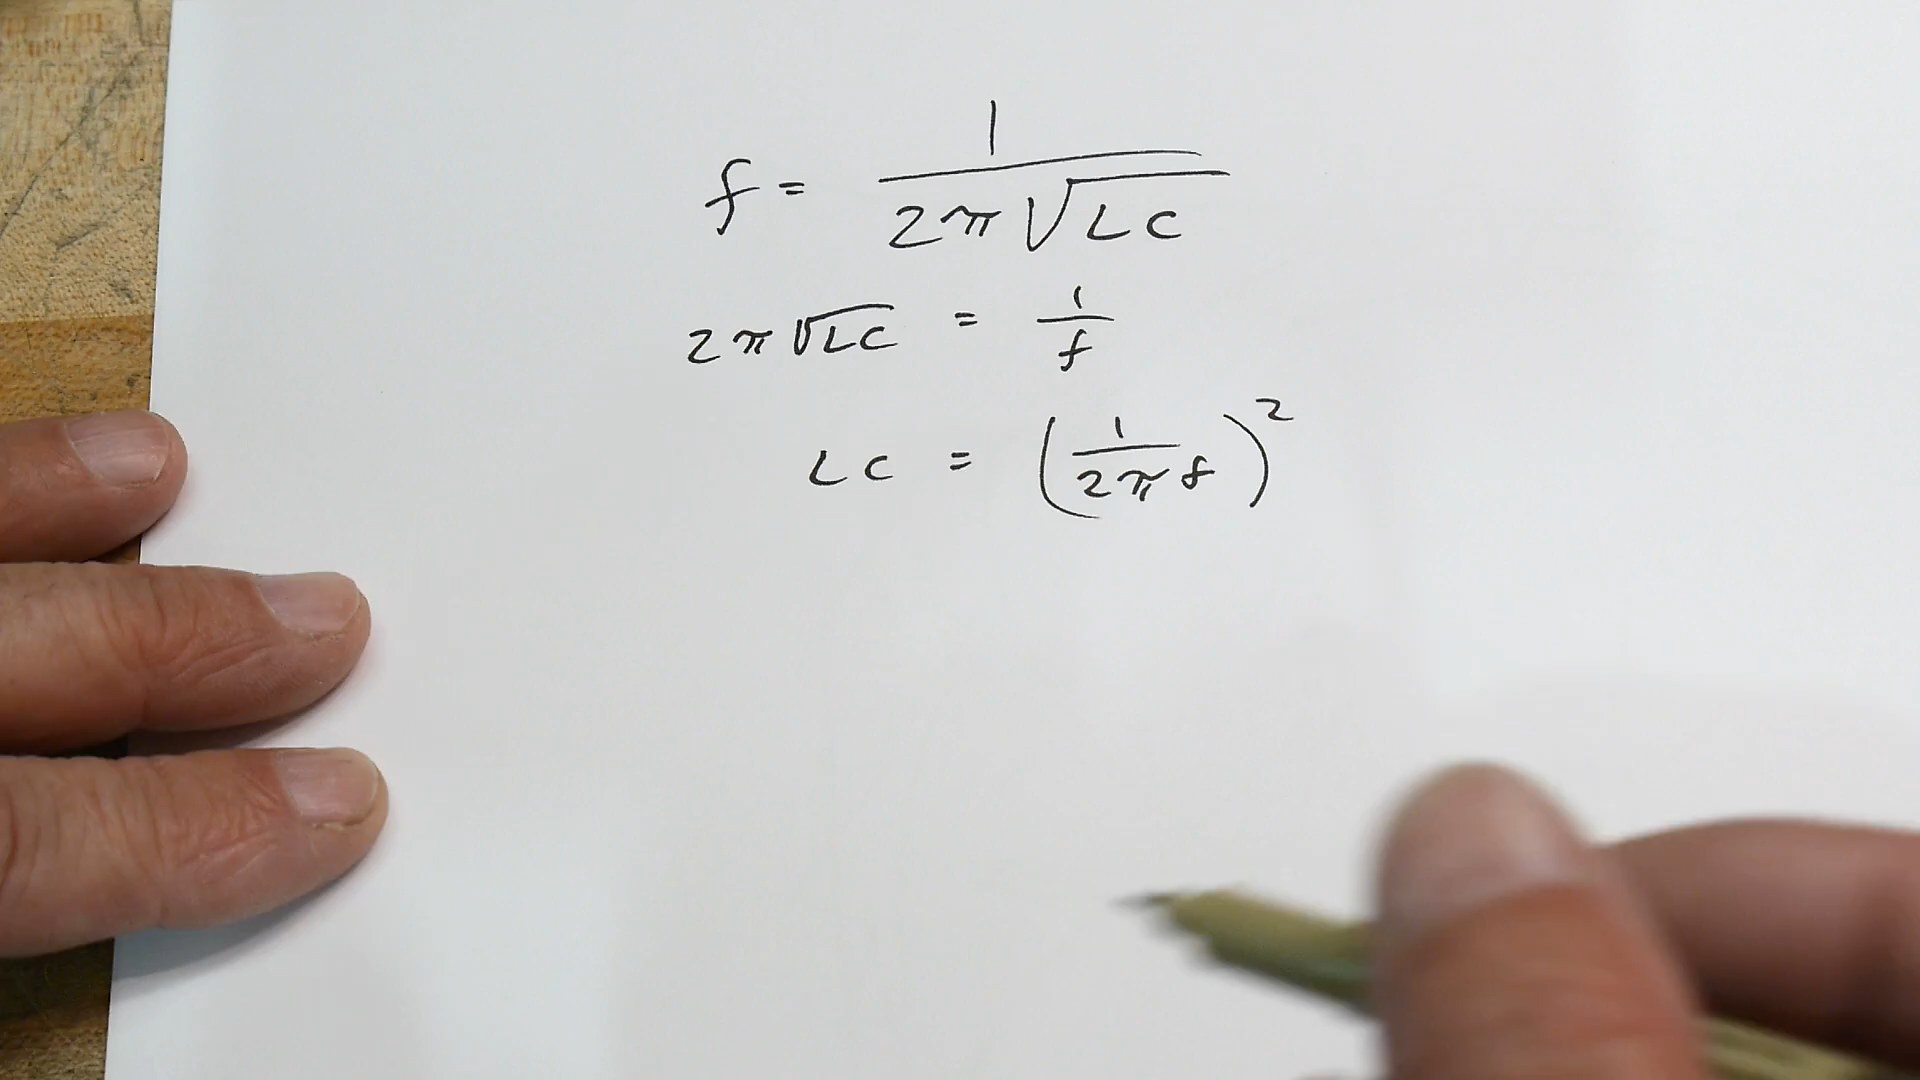 f = 1 / 2π√LC
2π√LC = 1/f
LC = (1 / 2πf)²